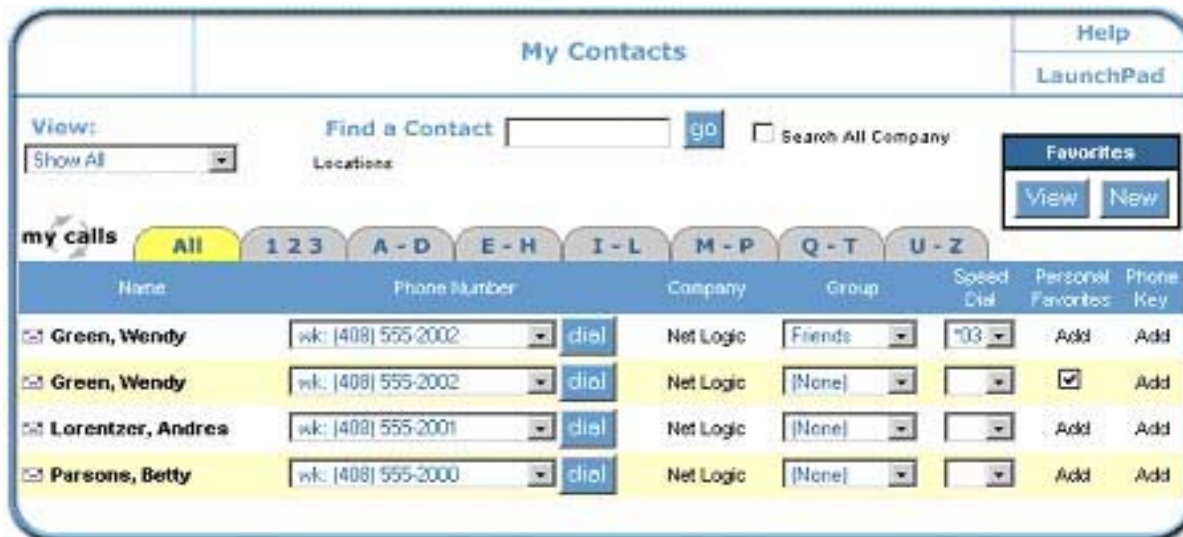 My Contacts
Help
LaunchPad
View:
Show All
Find a Contact
go
Search All Company
Locations
Favorites
View New
my calls
All 1 2 3 A - D E - H I - L M - P Q - T U - Z
Name Phone Number Company Group Speed Dial Personal Favorites Phone Key
Green, Wendy wk: (408) 555-2002 dial Net Logic Friends *03 Add Add
Green, Wendy wk: (408) 555-2002 dial Net Logic (None) Add
Lorentzer, Andres wk: (408) 555-2001 dial Net Logic (None) Add Add
Parsons, Betty wk: (408) 555-2000 dial Net Logic (None) Add Add